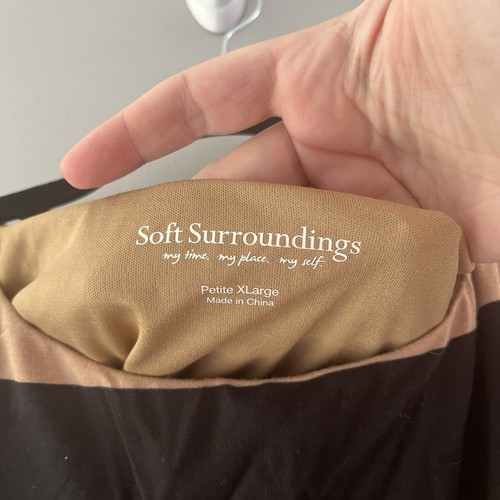 Soft Surroundings
my time. my place. my self.
Petite XLarge
Made in China